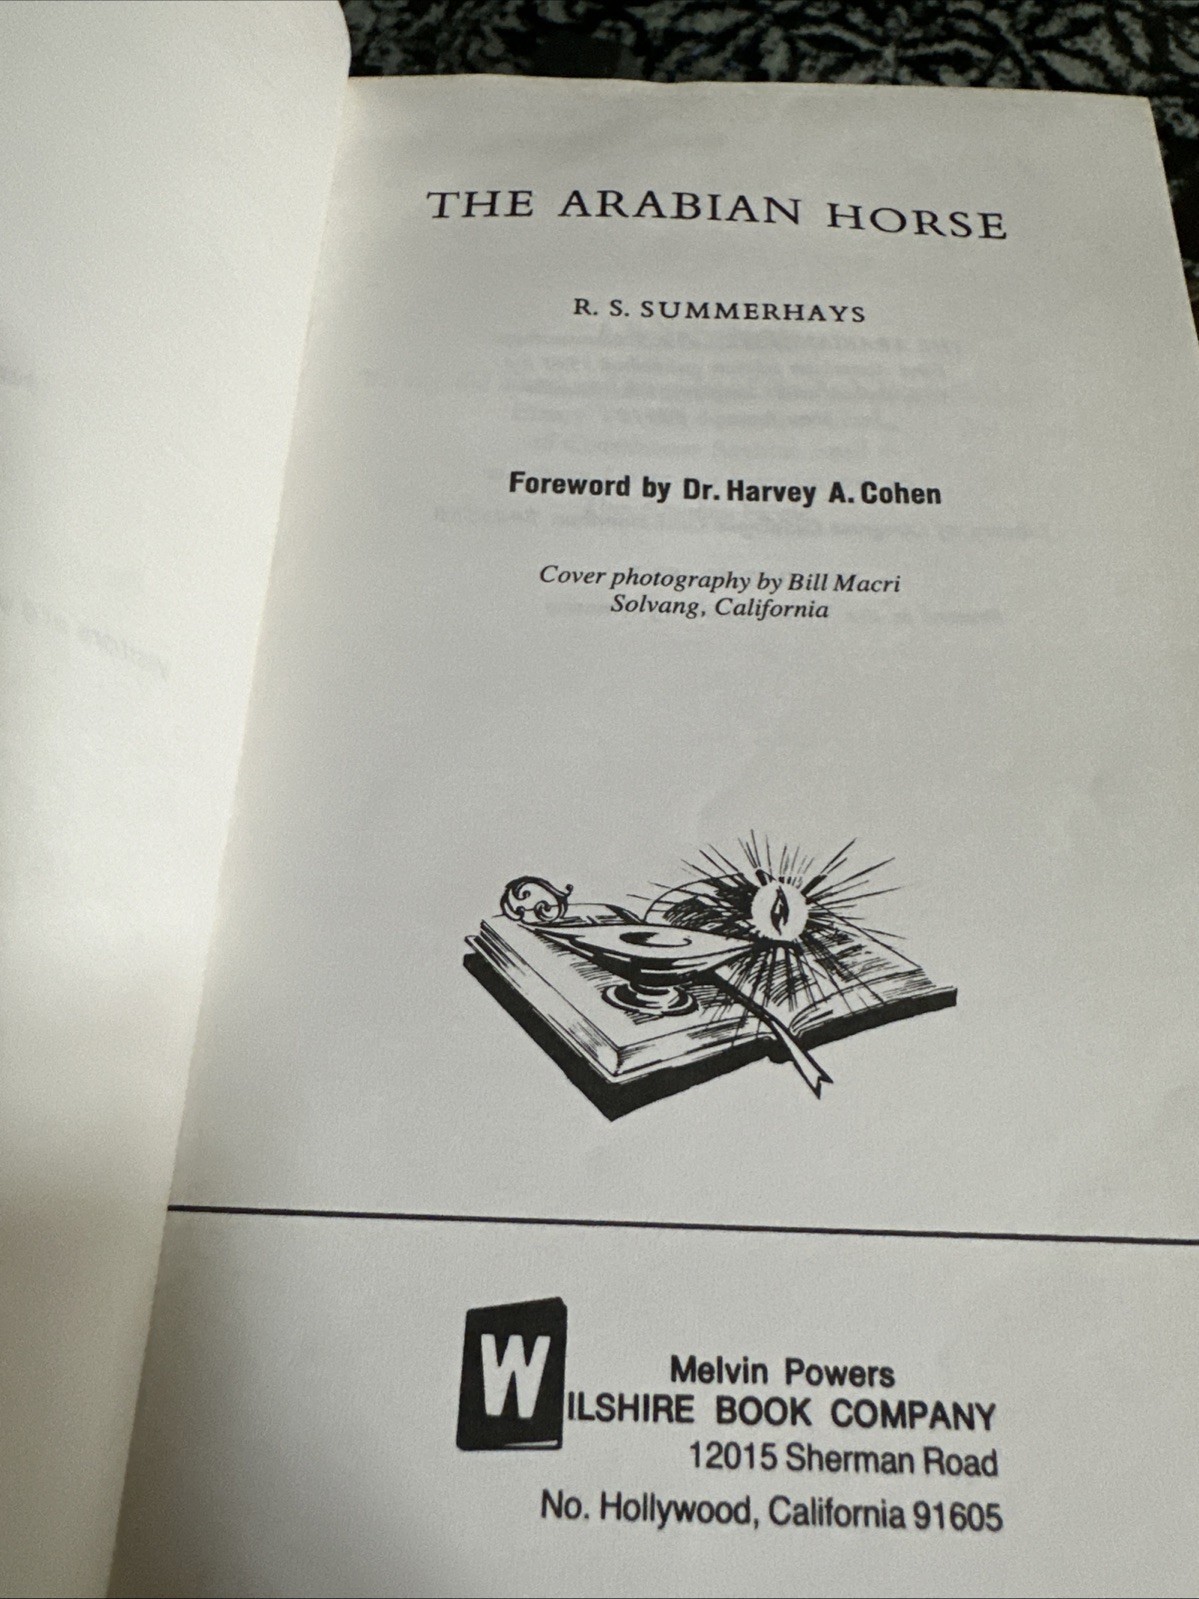 THE ARABIAN HORSE
R. S. SUMMERHAYS
Foreword by Dr. Harvey A. Cohen
Cover photography by Bill Macri
Solvang, California
Melvin Powers
WILSHIRE BOOK COMPANY
12015 Sherman Road
No. Hollywood, California 91605